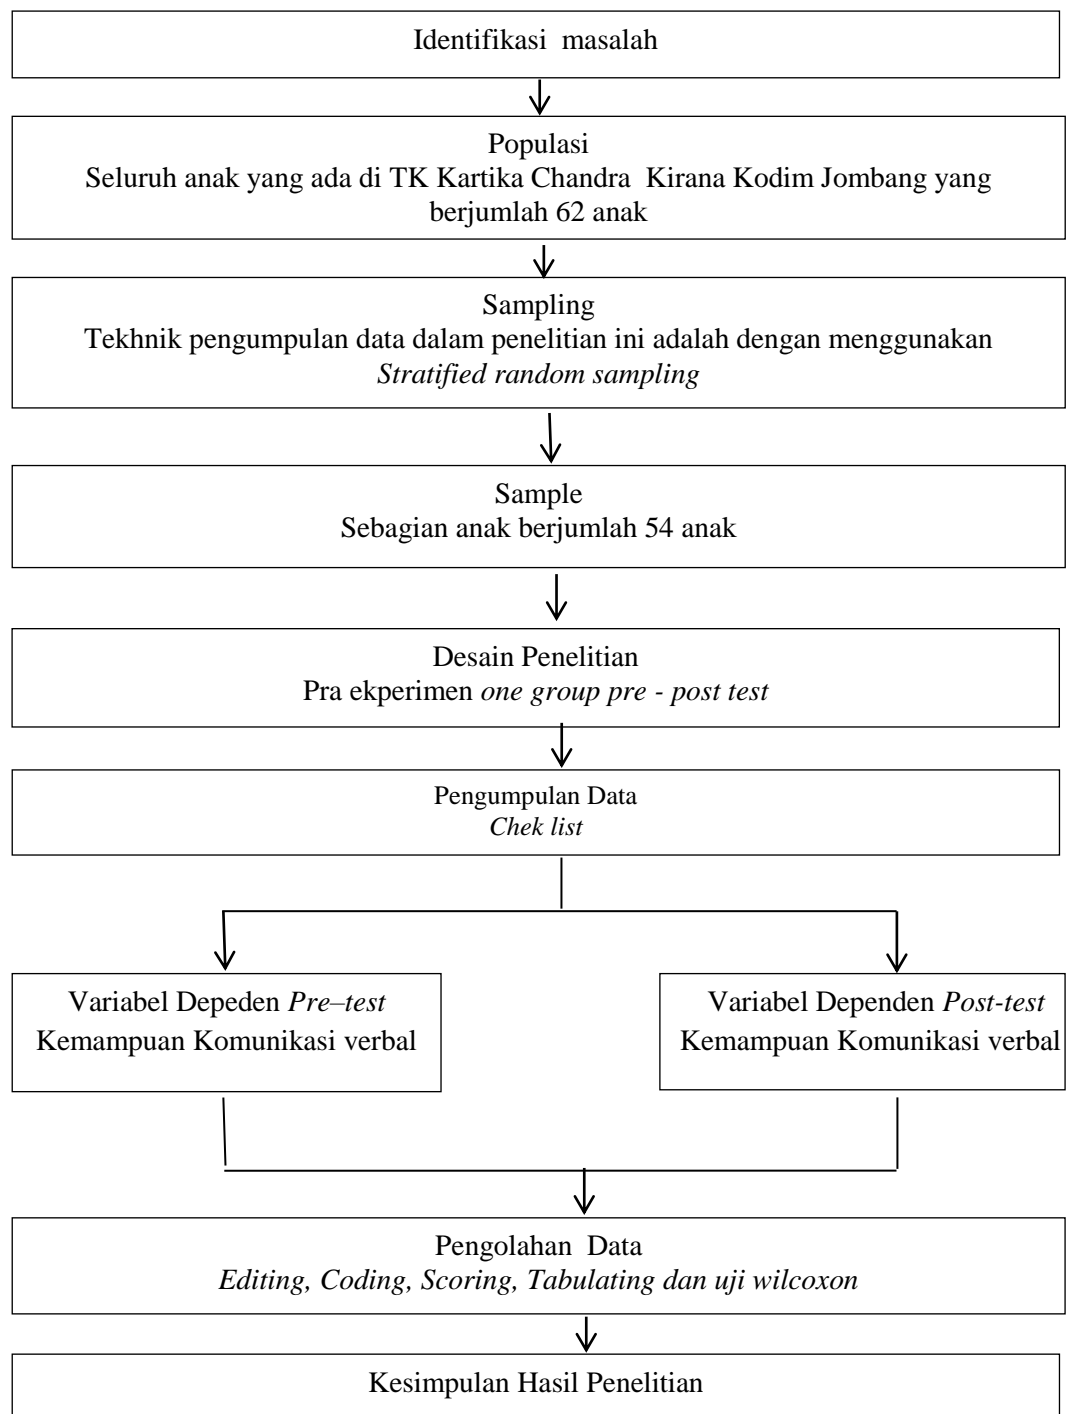 Identifikasi  masalah
Populasi
Seluruh anak yang ada di TK Kartika Chandra  Kirana Kodim Jombang yang
berjumlah 62 anak
Sampling
Tekhnik pengumpulan data dalam penelitian ini adalah dengan menggunakan
Stratified random sampling
Sample
Sebagian anak berjumlah 54 anak
Desain Penelitian
Pra ekperimen one group pre - post test
Pengumpulan Data
Chek list
Variabel Depeden Pre–test
Kemampuan Komunikasi verbal
Variabel Dependen Post-test
Kemampuan Komunikasi verbal
Pengolahan  Data
Editing, Coding, Scoring, Tabulating dan uji wilcoxon
Kesimpulan Hasil Penelitian